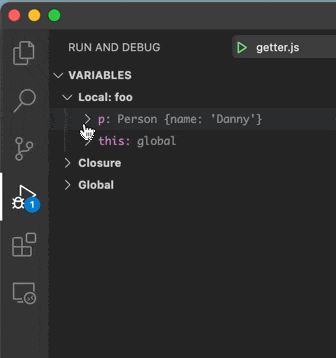 RUN AND DEBUG
getter.js
VARIABLES
Local: foo
p: Person {name: 'Danny'}
this: global
Closure
Global
1